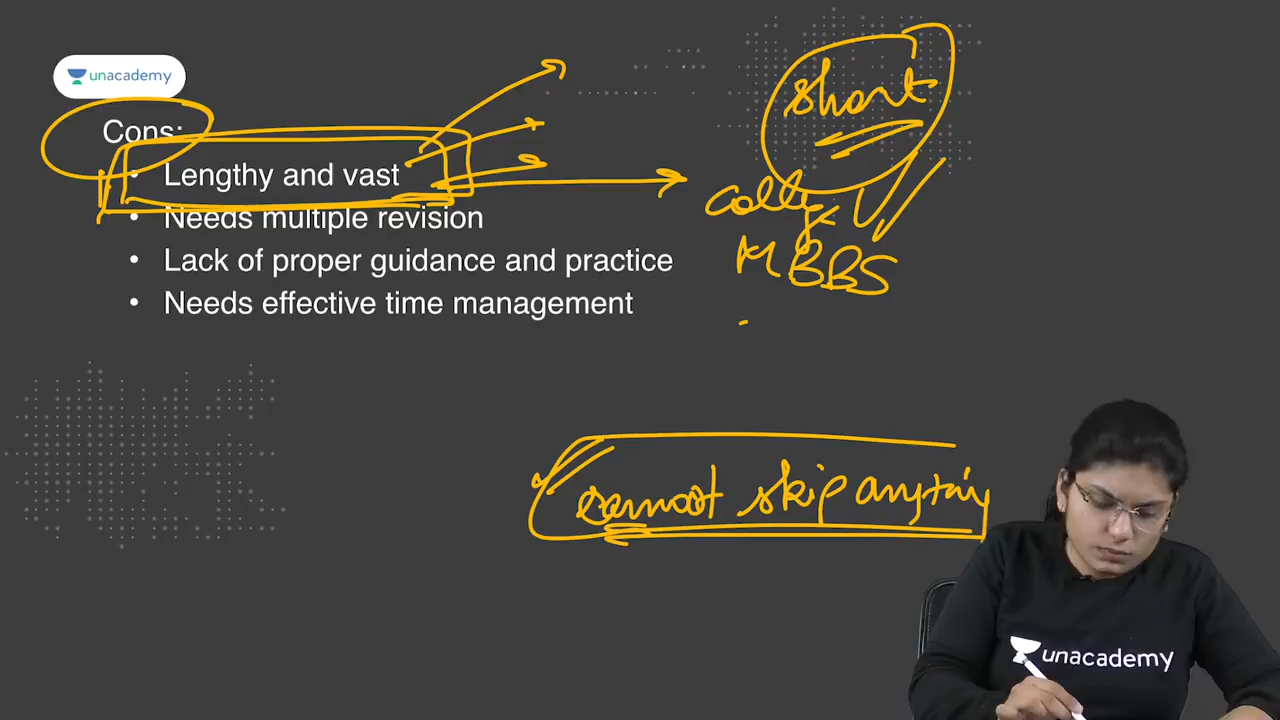 unacademy
Cons:
• Lengthy and vast
• Needs multiple revision
• Lack of proper guidance and practice
• Needs effective time management
short
MBBS
cannot skip anything
unacademy